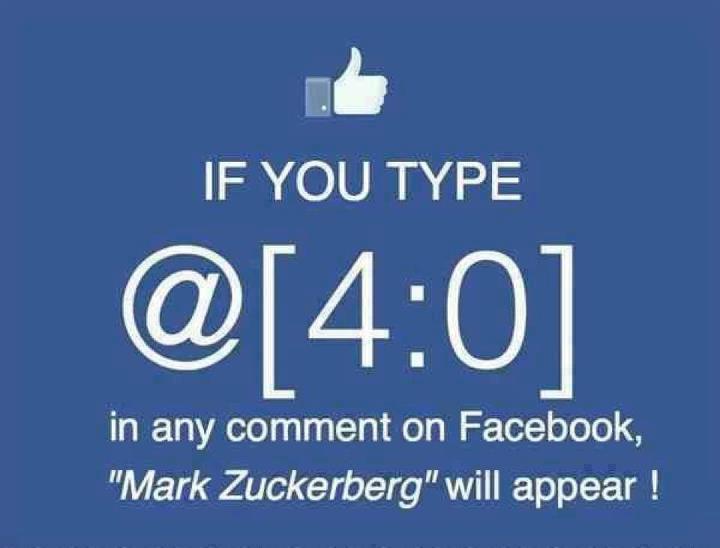 IF YOU TYPE
@[4:0]
in any comment on Facebook,
"Mark Zuckerberg" will appear !